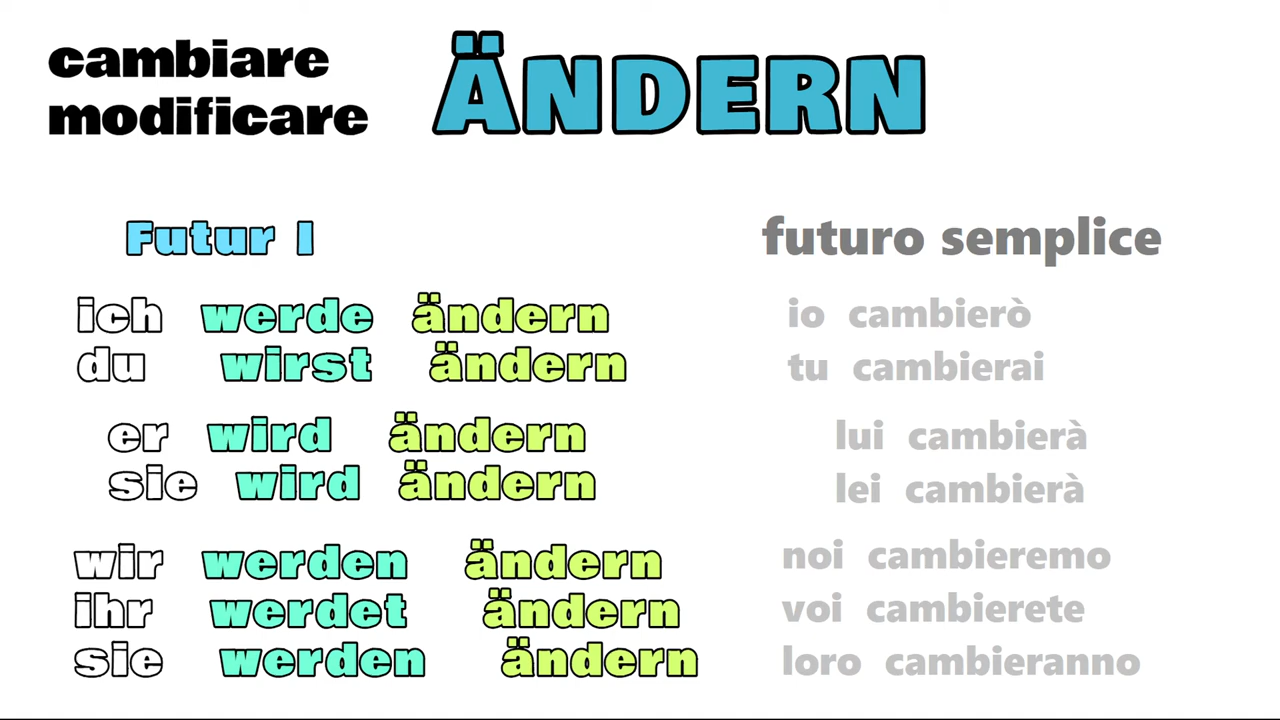 cambiare
modificare
ÄNDERN
Futur I
ich werde ändern
du wirst ändern
er wird ändern
sie wird ändern
wir werden ändern
ihr werdet ändern
sie werden ändern
futuro semplice
io cambierò
tu cambierai
lui cambierà
lei cambierà
noi cambieremo
voi cambierete
loro cambieranno